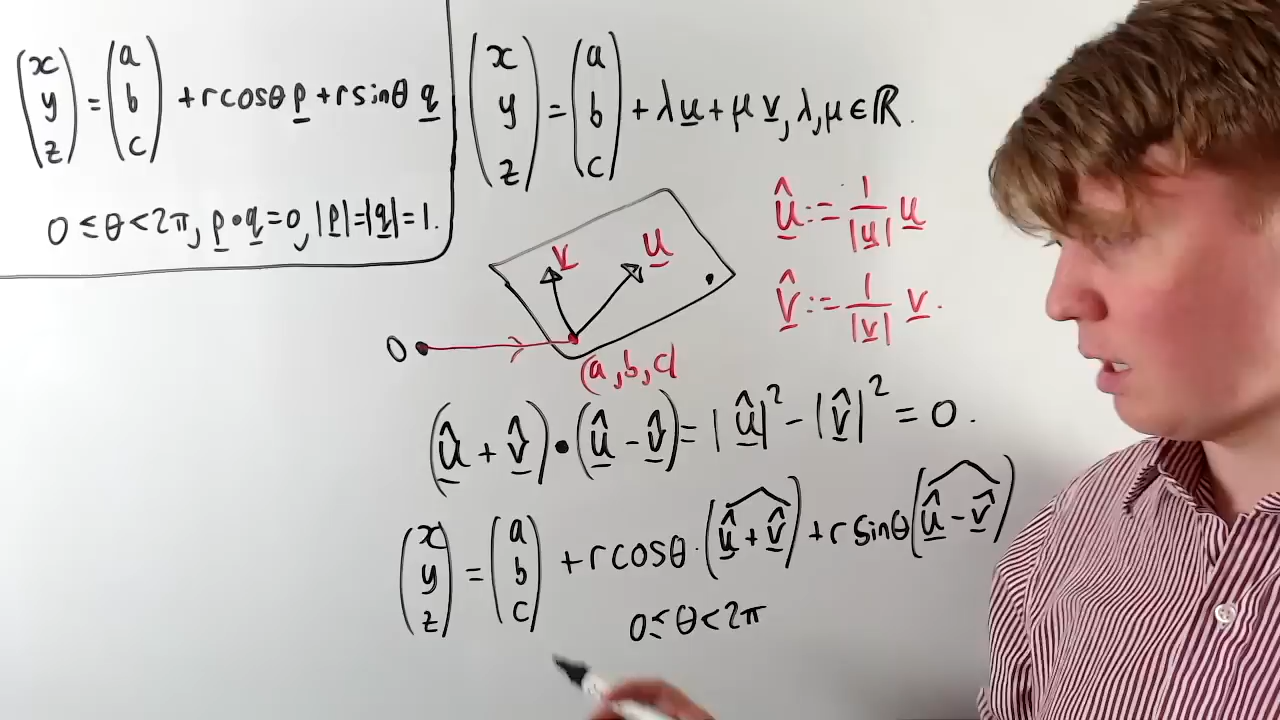 (x y z) = (a b c) + r cosθ p + r sinθ q
0 ≤ θ < 2π, p • q = 0, |p| = |q| = 1.
(x y z) = (a b c) + λu + μv, λ, μ ∈ ℝ.
û := 1/|u| u
v̂ := 1/|v| v.
v u
0
(a, b, c)
(û + v̂) • (û - v̂) = |û|² - |v̂|² = 0.
(x y z) = (a b c) + r cosθ · (û + v̂)^ + r sinθ (û - v̂)^
0 ≤ θ < 2π